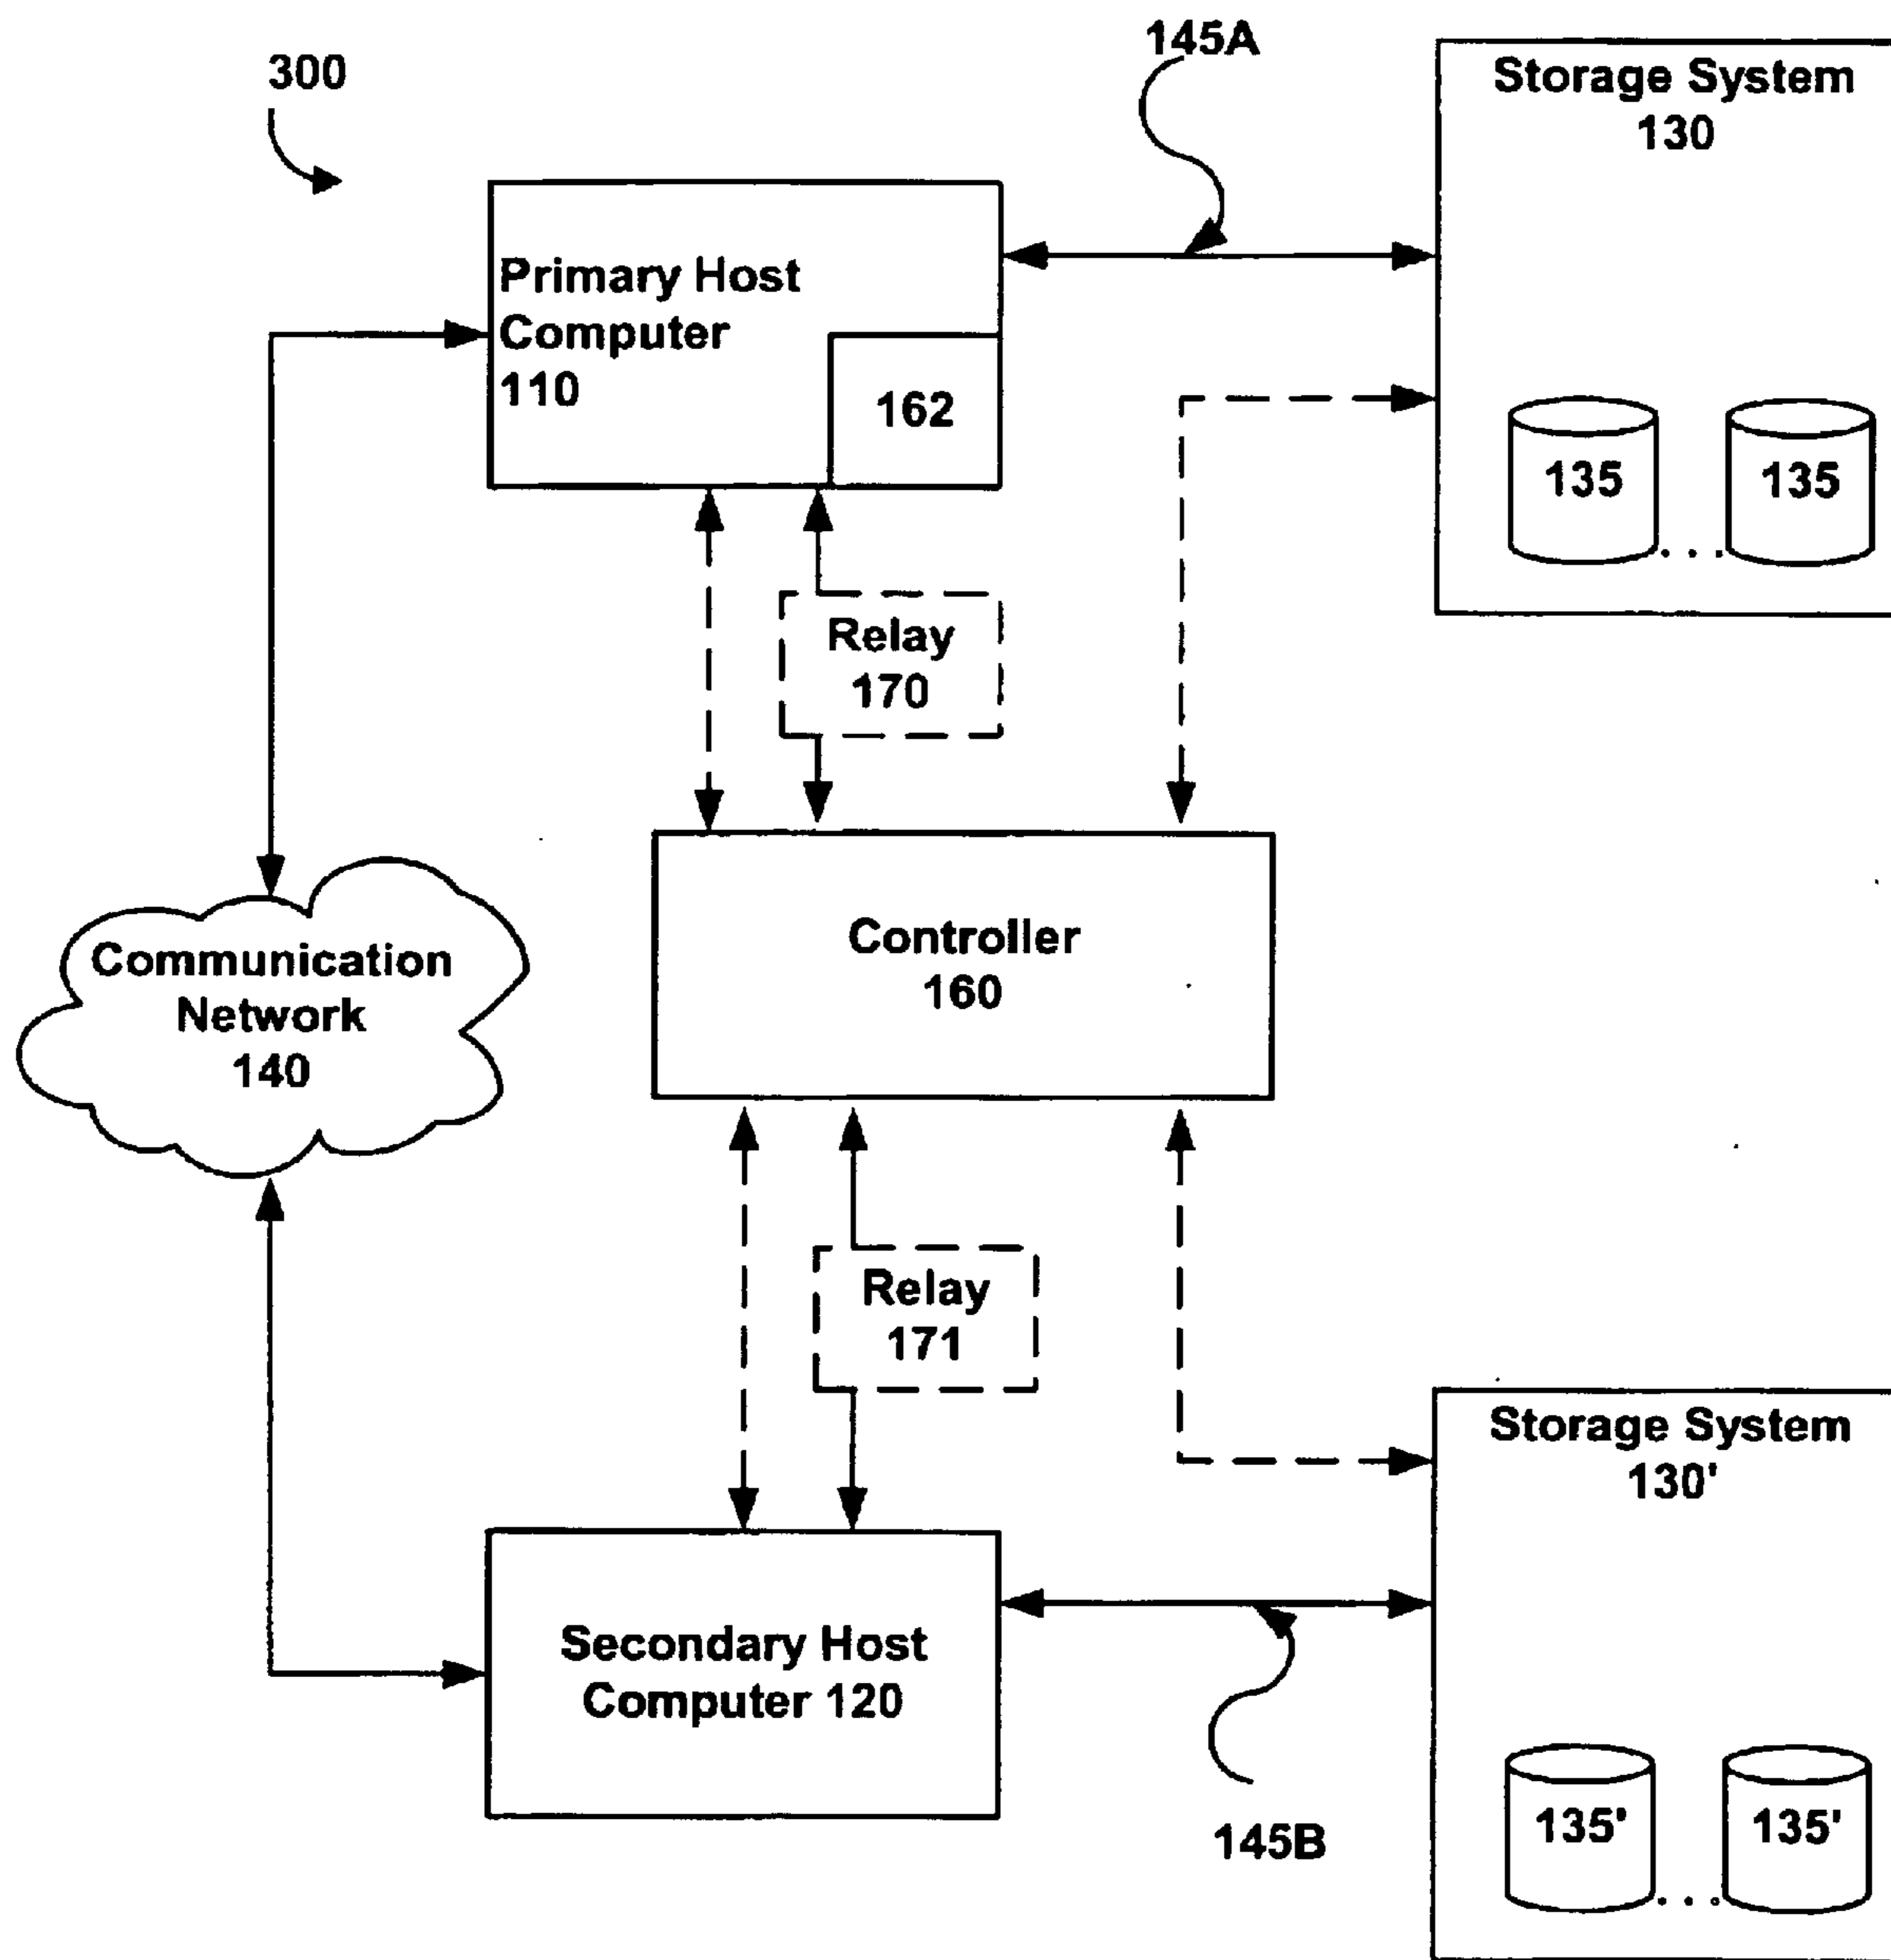 300
145A
Storage System
130
Primary Host
Computer
110
162
135
135
. . .
Relay
170
Controller
160
Communication
Network
140
Relay
171
Storage System
130'
Secondary Host
Computer 120
135'
135'
. . .
145B